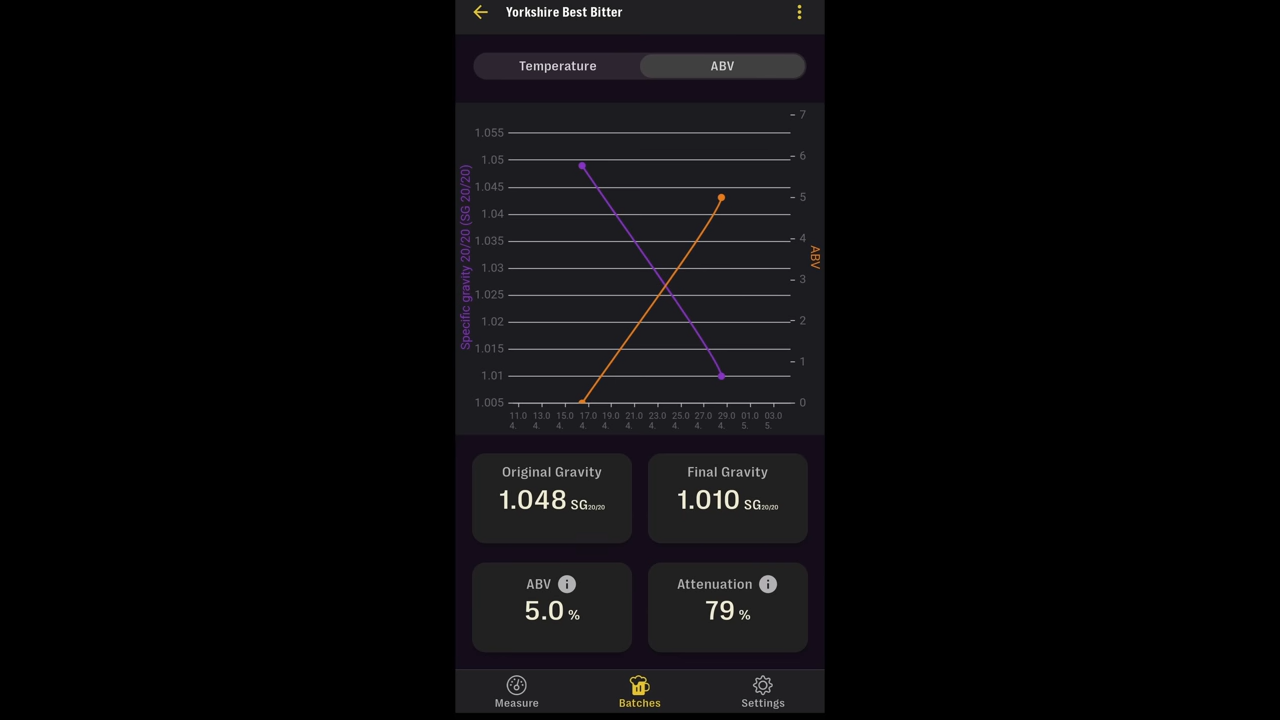 Yorkshire Best Bitter
Temperature ABV
7
1.055
1.05 6
1.045 5
1.04
1.035 4
1.03 3
1.025
1.02 2
1.015 1
1.01
1.005 0
Specific gravity 20/20 (SG 20/20)
ABV
11.0 13.0 15.0 17.0 19.0 21.0 23.0 25.0 27.0 29.0 01.0 03.0
4. 4. 4. 4. 4. 4. 4. 4. 4. 4. 5. 5.
Original Gravity Final Gravity
1.048 SG20/20 1.010 SG20/20
ABV i Attenuation i
5.0 % 79 %
Measure Batches Settings